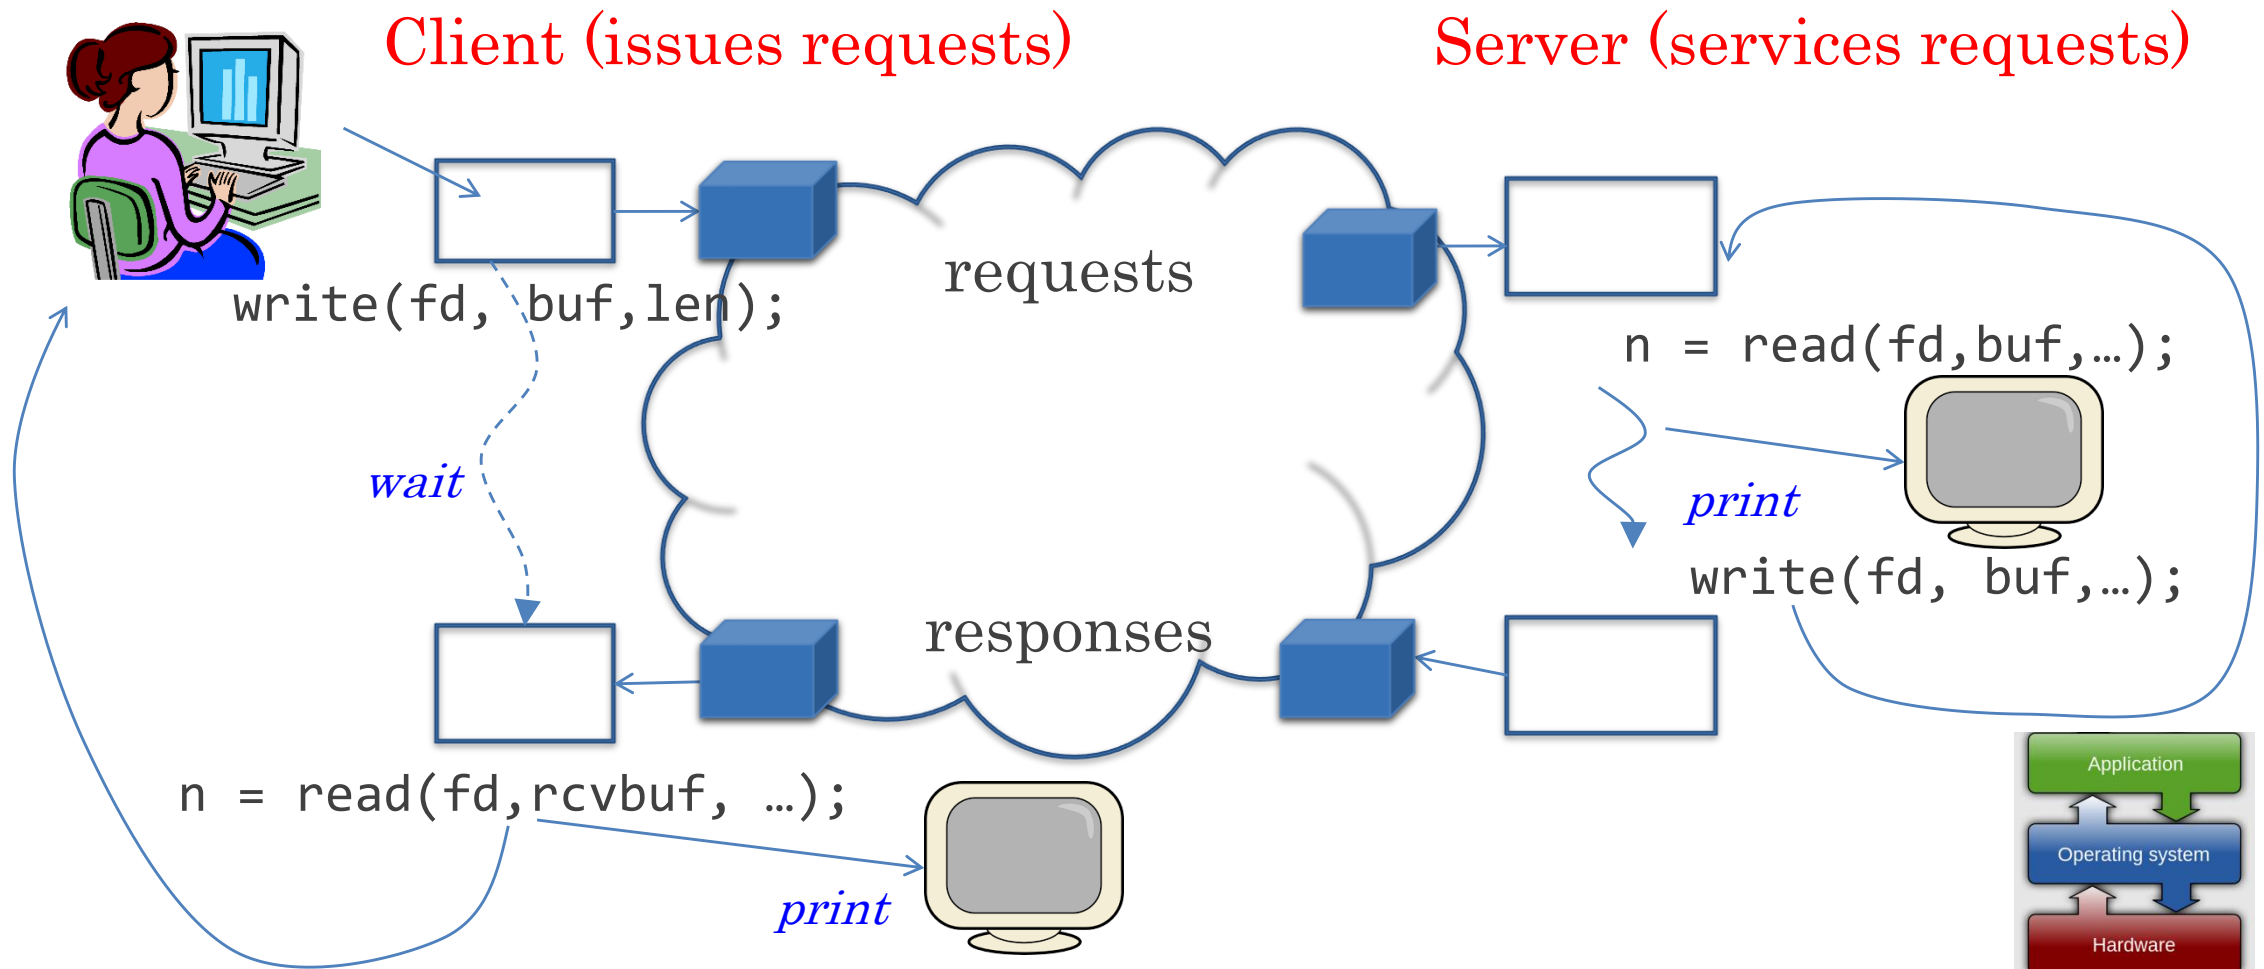 Client (issues requests)
Server (services requests)
requests
write(fd, buf,len);
n = read(fd,buf,…);
wait
print
write(fd, buf,…);
responses
n = read(fd,rcvbuf, …);
print
Application
Operating system
Hardware